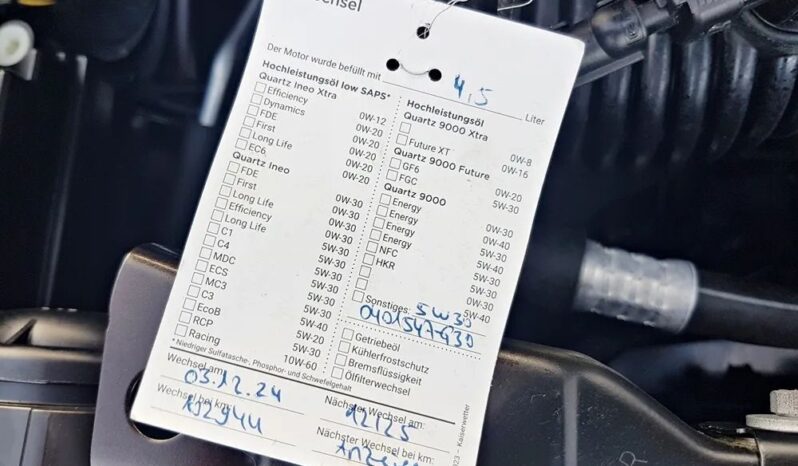 Der Motor wurde befüllt mit 4,5 Liter
Hochleistungsöl low SAPS*
Quartz Ineo Xtra
Efficiency 0W-12
Dynamics 0W-20
FDE 0W-20
First 0W-20
Long Life 0W-20
EC6
Quartz Ineo
FDE 0W-30
First 0W-30
Long Life 0W-30
Efficiency 0W-30
Long Life 5W-30
C1 5W-30
C4 5W-30
MDC 5W-30
ECS 5W-30
MC3 5W-30
C3 5W-40
EcoB 5W-20
RCP 5W-30
Racing 10W-60
* Niedriger Sulfatasche-, Phosphor- und Schwefelgehalt
Hochleistungsöl
Quartz 9000 Xtra
0W-8
Future XT 0W-16
Quartz 9000 Future
GF6 0W-20
FGC 5W-30
Quartz 9000
Energy 0W-30
Energy 0W-40
Energy 5W-40
Energy 5W-30
NFC 5W-30
HKR 5W-30
0W-30
5W-40
Sonstiges: 5W30
Getriebeöl
Kühlerfrostschutz
Bremsflüssigkeit
Ölfilterwechsel
Wechsel am: 03.12.24
Nächster Wechsel am: 12/25
Wechsel bei km:
Nächster Wechsel bei km:
Kaiserwetter